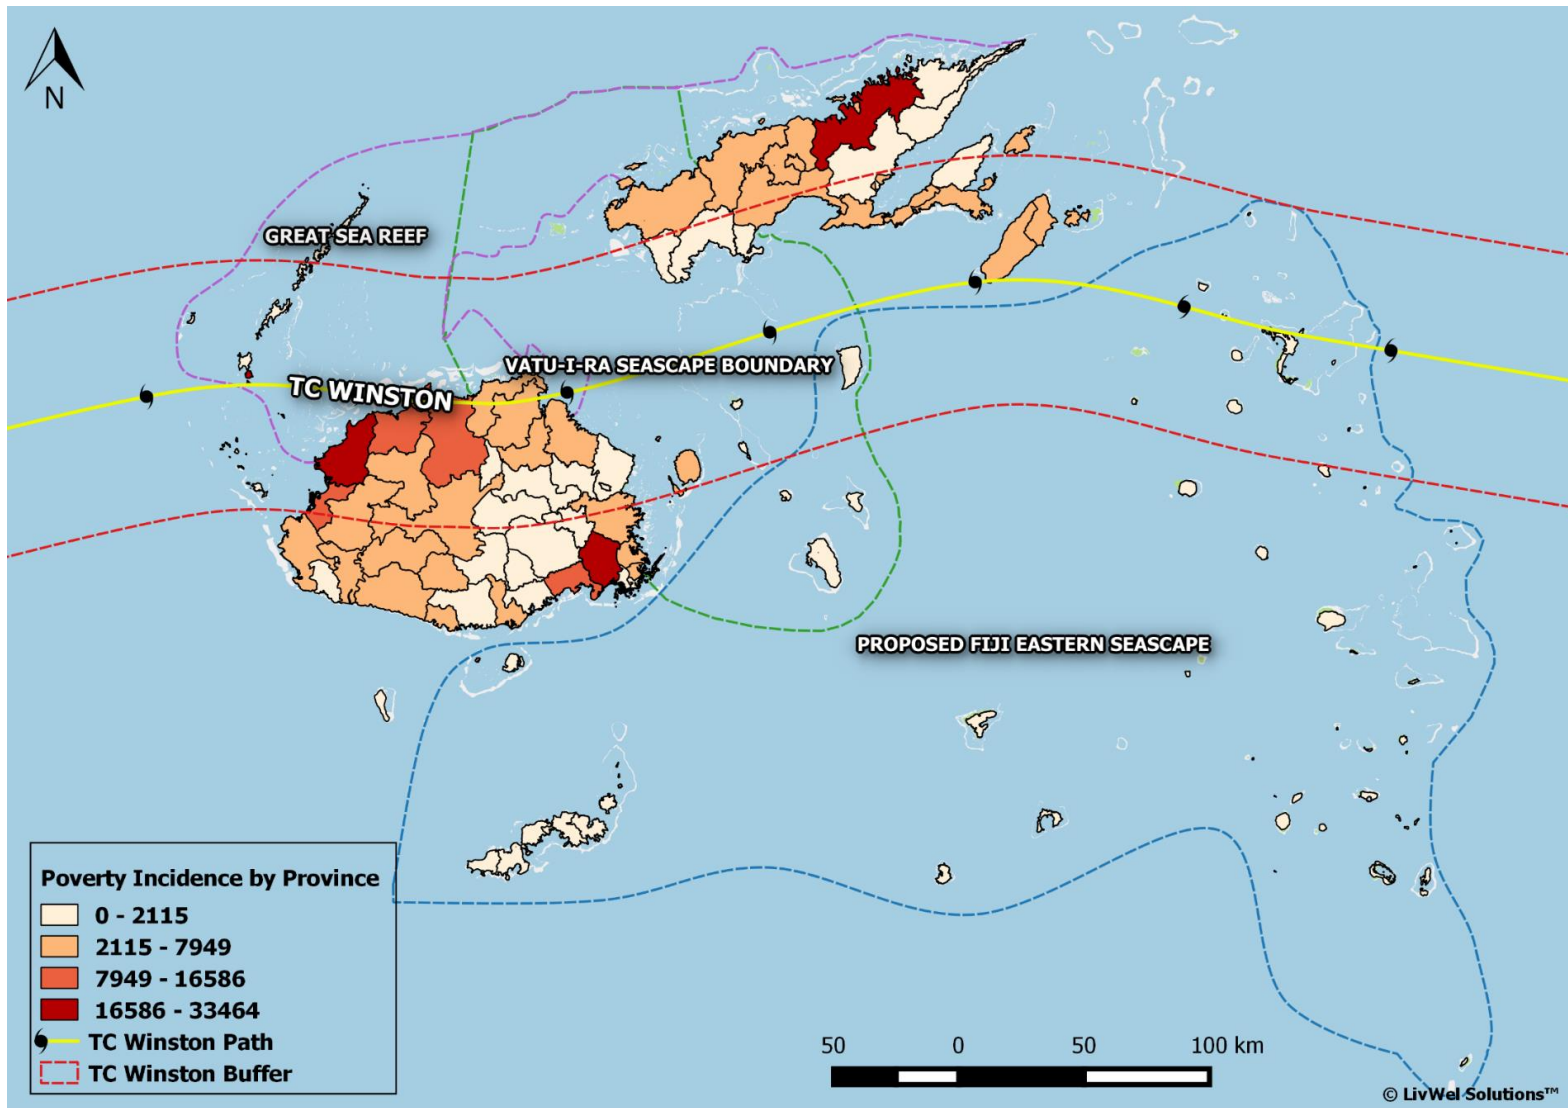 N
GREAT SEA REEF
VATU-I-RA SEASCAPE BOUNDARY
TC WINSTON
PROPOSED FIJI EASTERN SEASCAPE
Poverty Incidence by Province
0 - 2115
2115 - 7949
7949 - 16586
16586 - 33464
TC Winston Path
TC Winston Buffer
50 0 50 100 km
© LivWel Solutions™